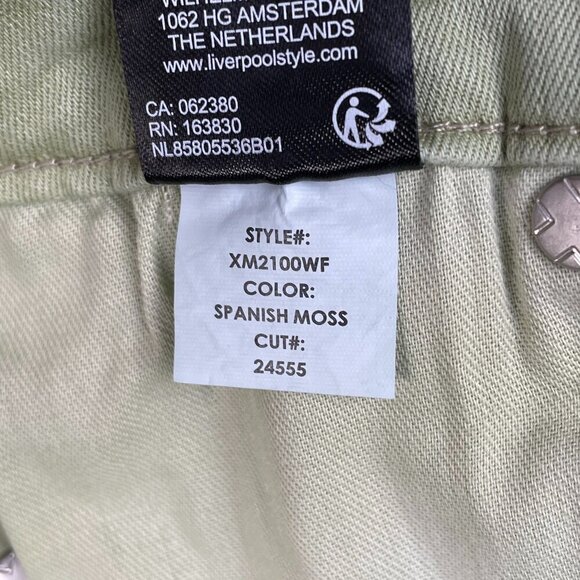 1062 HG AMSTERDAM
THE NETHERLANDS
www.liverpoolstyle.com
CA: 062380
RN: 163830
NL85805536B01
STYLE#:
XM2100WF
COLOR:
SPANISH MOSS
CUT#:
24555